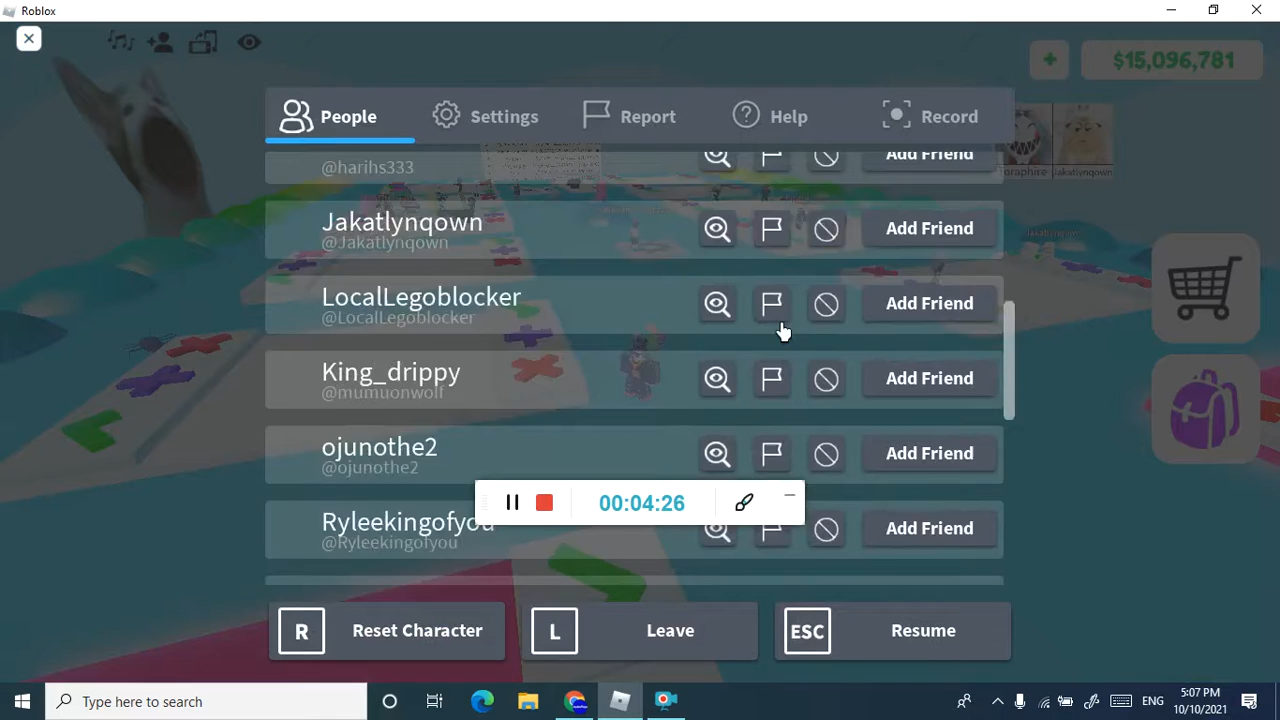 Roblox
$15,096,781
People
Settings
Report
Help
Record
@harihs333
Add Friend
Jakatlynqown
@Jakatlynqown
Add Friend
LocalLegoblocker
@LocalLegoblocker
Add Friend
King_drippy
@mumuonwolf
Add Friend
ojunothe2
@ojunothe2
Add Friend
00:04:26
Ryleekingofyou
@Ryleekingofyou
Add Friend
R Reset Character
L Leave
ESC Resume
Type here to search
ENG
5:07 PM
10/10/2021
Jakatlynqown